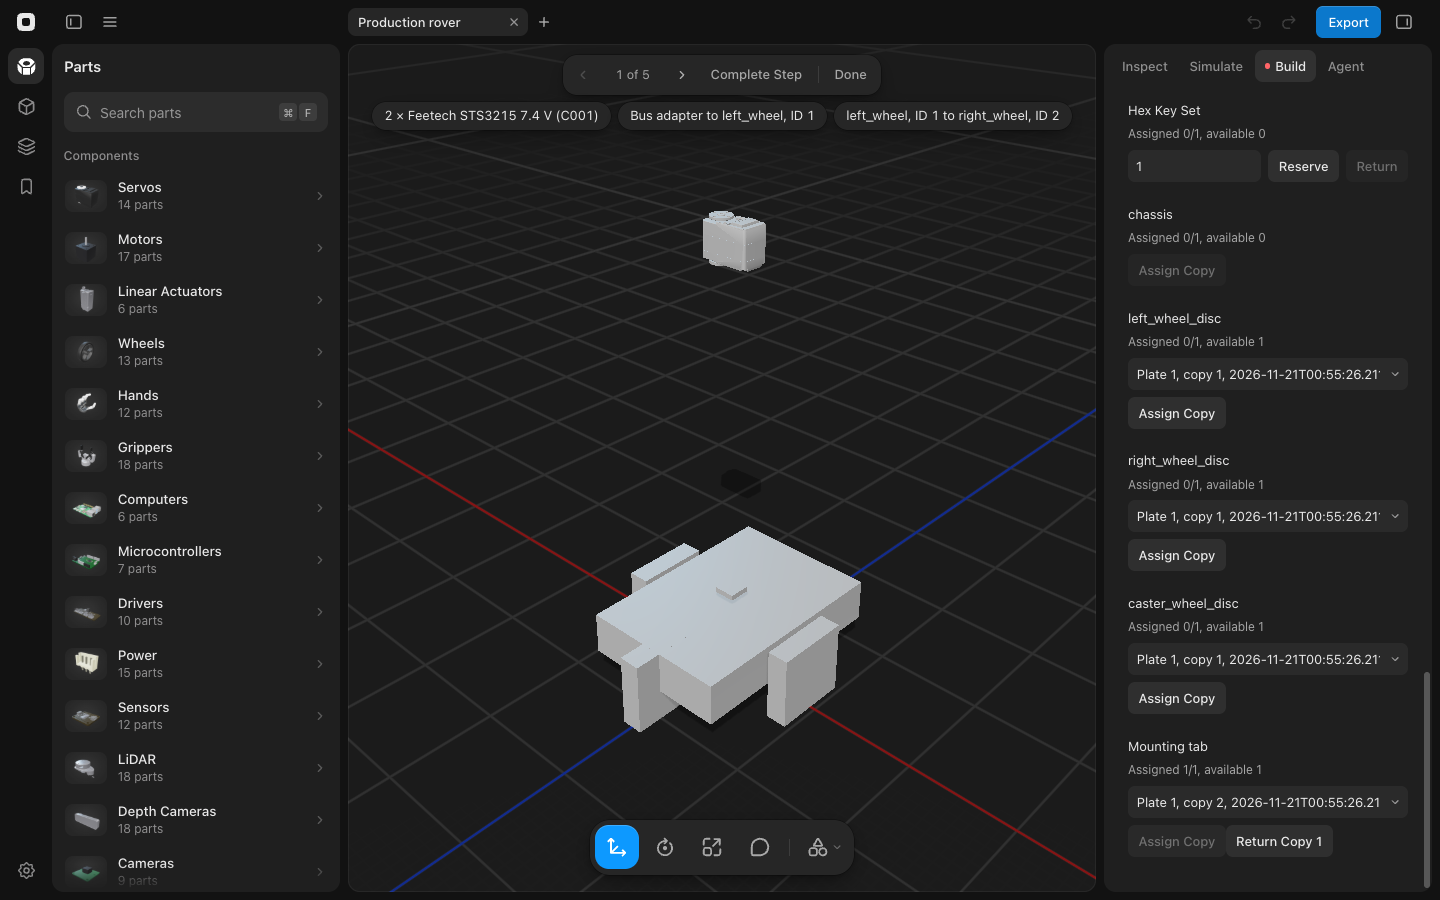 Production rover
Export
Parts
Search parts
⌘ F
Components
Servos
14 parts
Motors
17 parts
Linear Actuators
6 parts
Wheels
13 parts
Hands
12 parts
Grippers
18 parts
Computers
6 parts
Microcontrollers
7 parts
Drivers
10 parts
Power
15 parts
Sensors
12 parts
LiDAR
18 parts
Depth Cameras
18 parts
Cameras
9 parts
1 of 5
Complete Step
Done
2 × Feetech STS3215 7.4 V (C001)
Bus adapter to left_wheel, ID 1
left_wheel, ID 1 to right_wheel, ID 2
Inspect
Simulate
Build
Agent
Hex Key Set
Assigned 0/1, available 0
1
Reserve
Return
chassis
Assigned 0/1, available 0
Assign Copy
left_wheel_disc
Assigned 0/1, available 1
Plate 1, copy 1, 2026-11-21T00:55:26.21
Assign Copy
right_wheel_disc
Assigned 0/1, available 1
Plate 1, copy 1, 2026-11-21T00:55:26.21
Assign Copy
caster_wheel_disc
Assigned 0/1, available 1
Plate 1, copy 1, 2026-11-21T00:55:26.21
Assign Copy
Mounting tab
Assigned 1/1, available 1
Plate 1, copy 2, 2026-11-21T00:55:26.21
Assign Copy
Return Copy 1